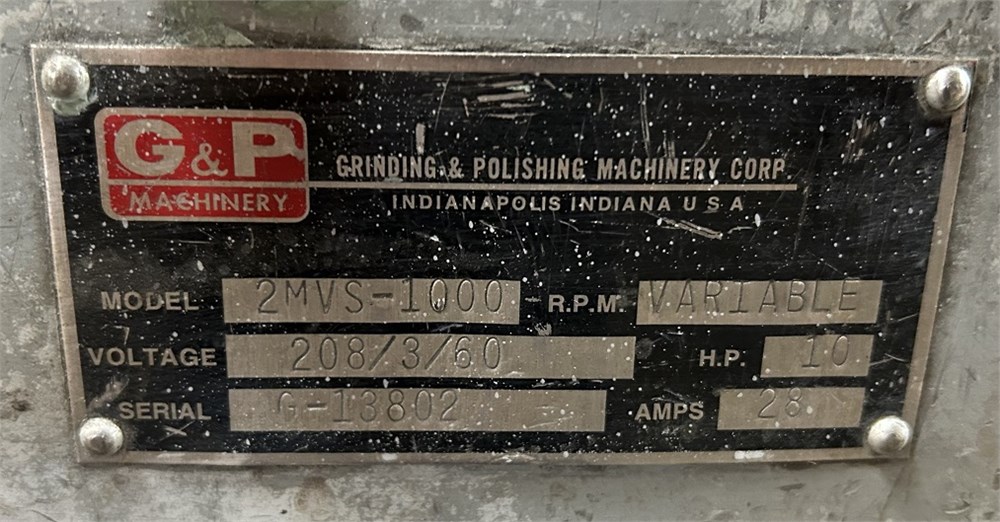 G&P
MACHINERY
GRINDING & POLISHING MACHINERY CORP.
INDIANAPOLIS INDIANA U S A
MODEL 2MVS-1000 R.P.M. VARIABLE
VOLTAGE 208/3/60 H.P. 10
SERIAL G-13802 AMPS 28